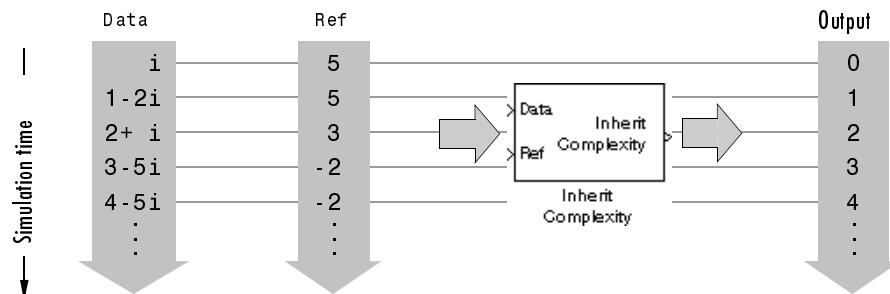 Data Ref Output
i 5 0
1-2i 5 1
2+ i 3 2
3-5i -2 3
4-5i -2 4
Data
Ref
Inherit
Complexity
Inherit
Complexity
Simulation time